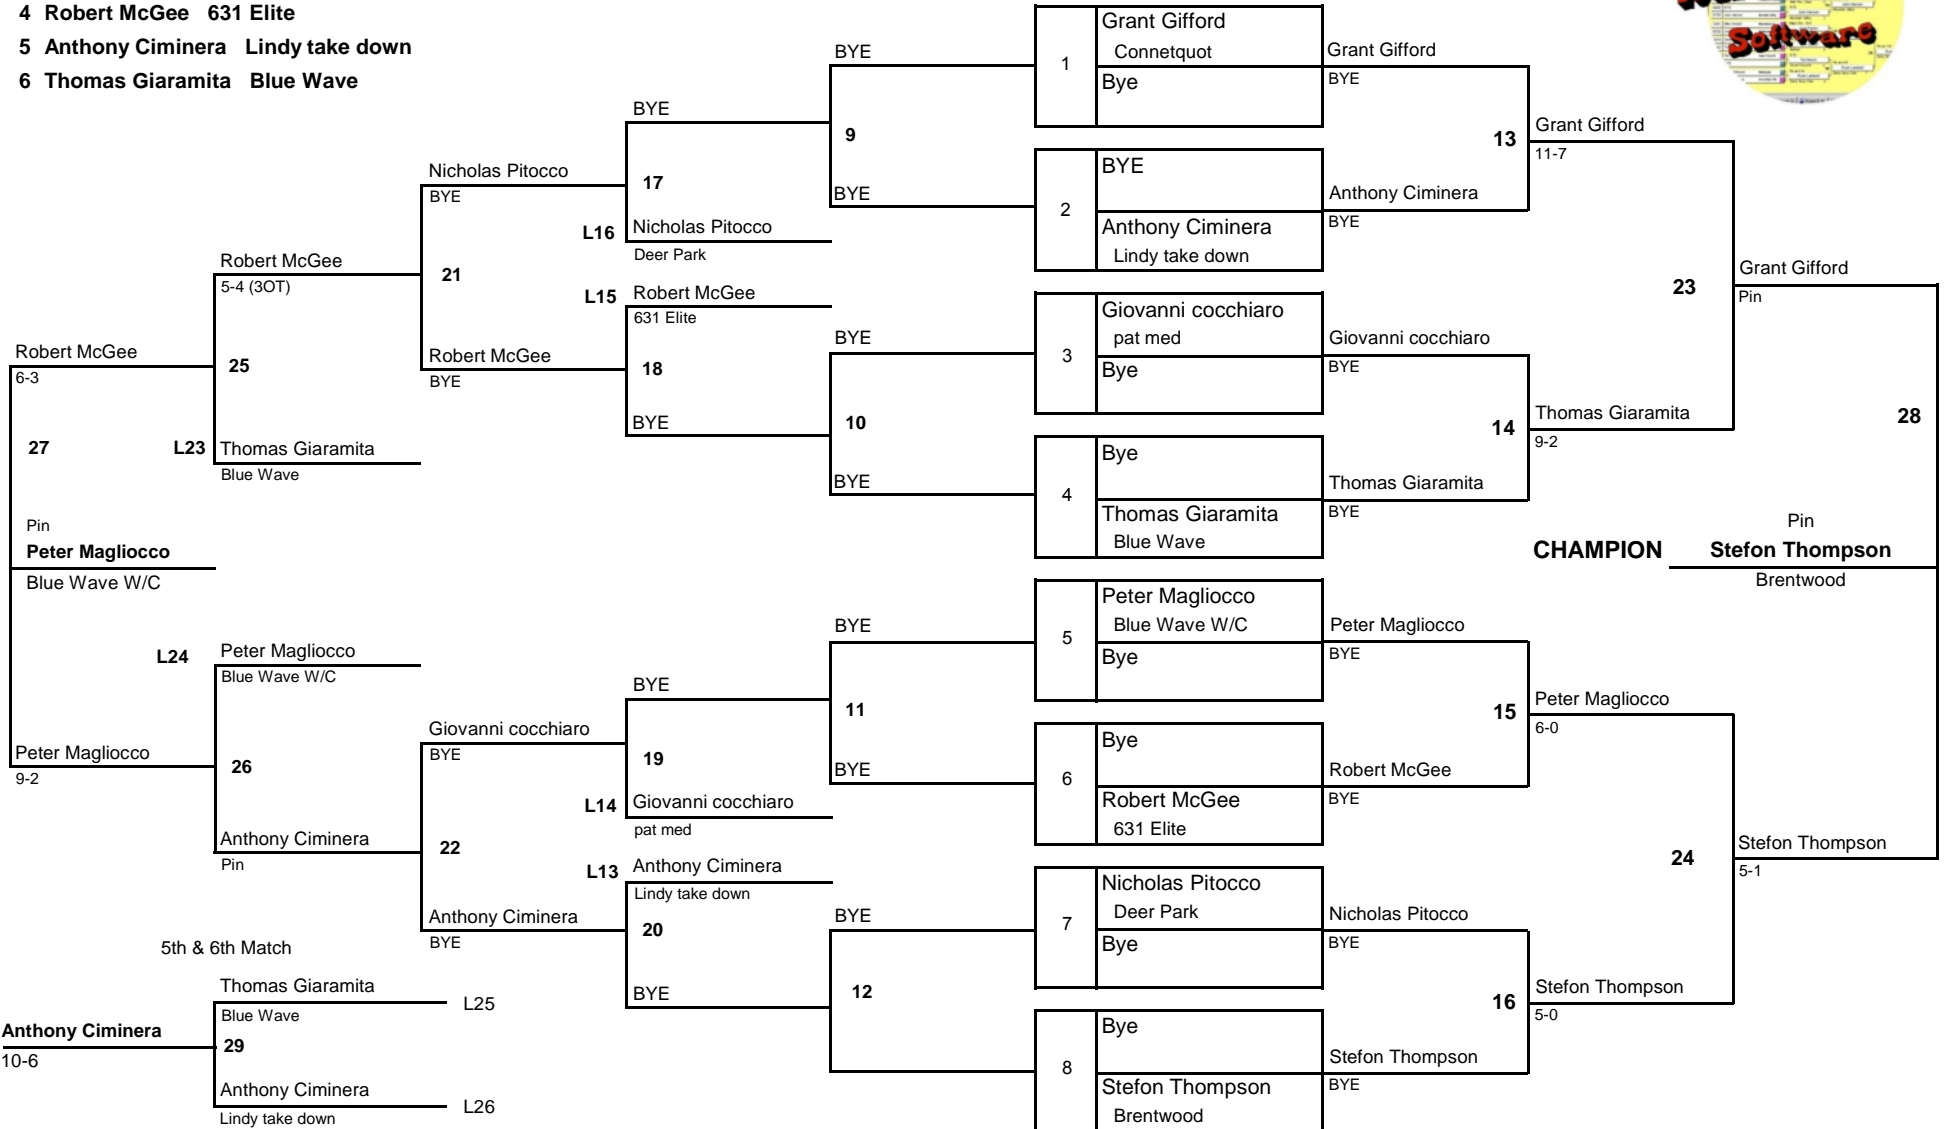 4 Robert McGee 631 Elite
5 Anthony Ciminera Lindy take down
6 Thomas Giaramita Blue Wave
Software
Grant Gifford
Connetquot
1
Bye
BYE
2
Anthony Ciminera
Lindy take down
Giovanni cocchiaro
pat med
3
Bye
Bye
4
Thomas Giaramita
Blue Wave
Peter Magliocco
Blue Wave W/C
5
Bye
Bye
6
Robert McGee
631 Elite
Nicholas Pitocco
Deer Park
7
Bye
Bye
8
Stefon Thompson
Brentwood
Grant Gifford
BYE
13
Anthony Ciminera
BYE
Giovanni cocchiaro
BYE
14
Thomas Giaramita
BYE
Peter Magliocco
BYE
15
Robert McGee
BYE
Nicholas Pitocco
BYE
16
Stefon Thompson
BYE
Grant Gifford
11-7
23
Thomas Giaramita
9-2
Peter Magliocco
6-0
24
Stefon Thompson
5-0
Grant Gifford
Pin
28
Stefon Thompson
5-1
Pin
CHAMPION Stefon Thompson
Brentwood
BYE
9
BYE
BYE
10
BYE
BYE
11
BYE
BYE
12
BYE
17
L16 Nicholas Pitocco
Deer Park
L15 Robert McGee
631 Elite
18
BYE
BYE
19
L14 Giovanni cocchiaro
pat med
L13 Anthony Ciminera
Lindy take down
20
BYE
Nicholas Pitocco
BYE
21
Robert McGee
BYE
Giovanni cocchiaro
BYE
22
Anthony Ciminera
BYE
Robert McGee
5-4 (3OT)
25
L23 Thomas Giaramita
Blue Wave
L24 Peter Magliocco
Blue Wave W/C
26
Anthony Ciminera
Pin
Robert McGee
6-3
27
Pin
Peter Magliocco
Blue Wave W/C
Peter Magliocco
9-2
5th & 6th Match
Thomas Giaramita
L25
Blue Wave
Anthony Ciminera
29
10-6
Anthony Ciminera
L26
Lindy take down